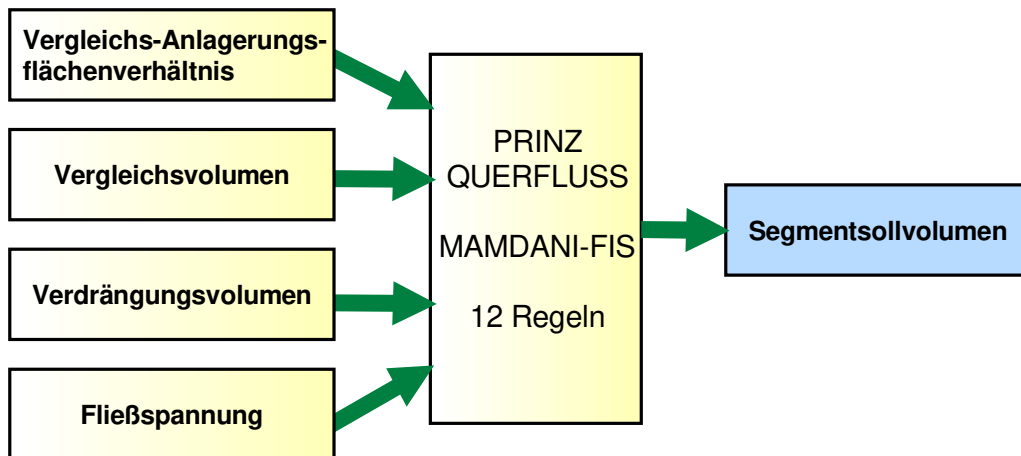 Vergleichs-Anlagerungs-
flächenverhältnis
Vergleichsvolumen
Verdrängungsvolumen
Fließspannung
PRINZ
QUERFLUSS
MAMDANI-FIS
12 Regeln
Segmentsollvolumen